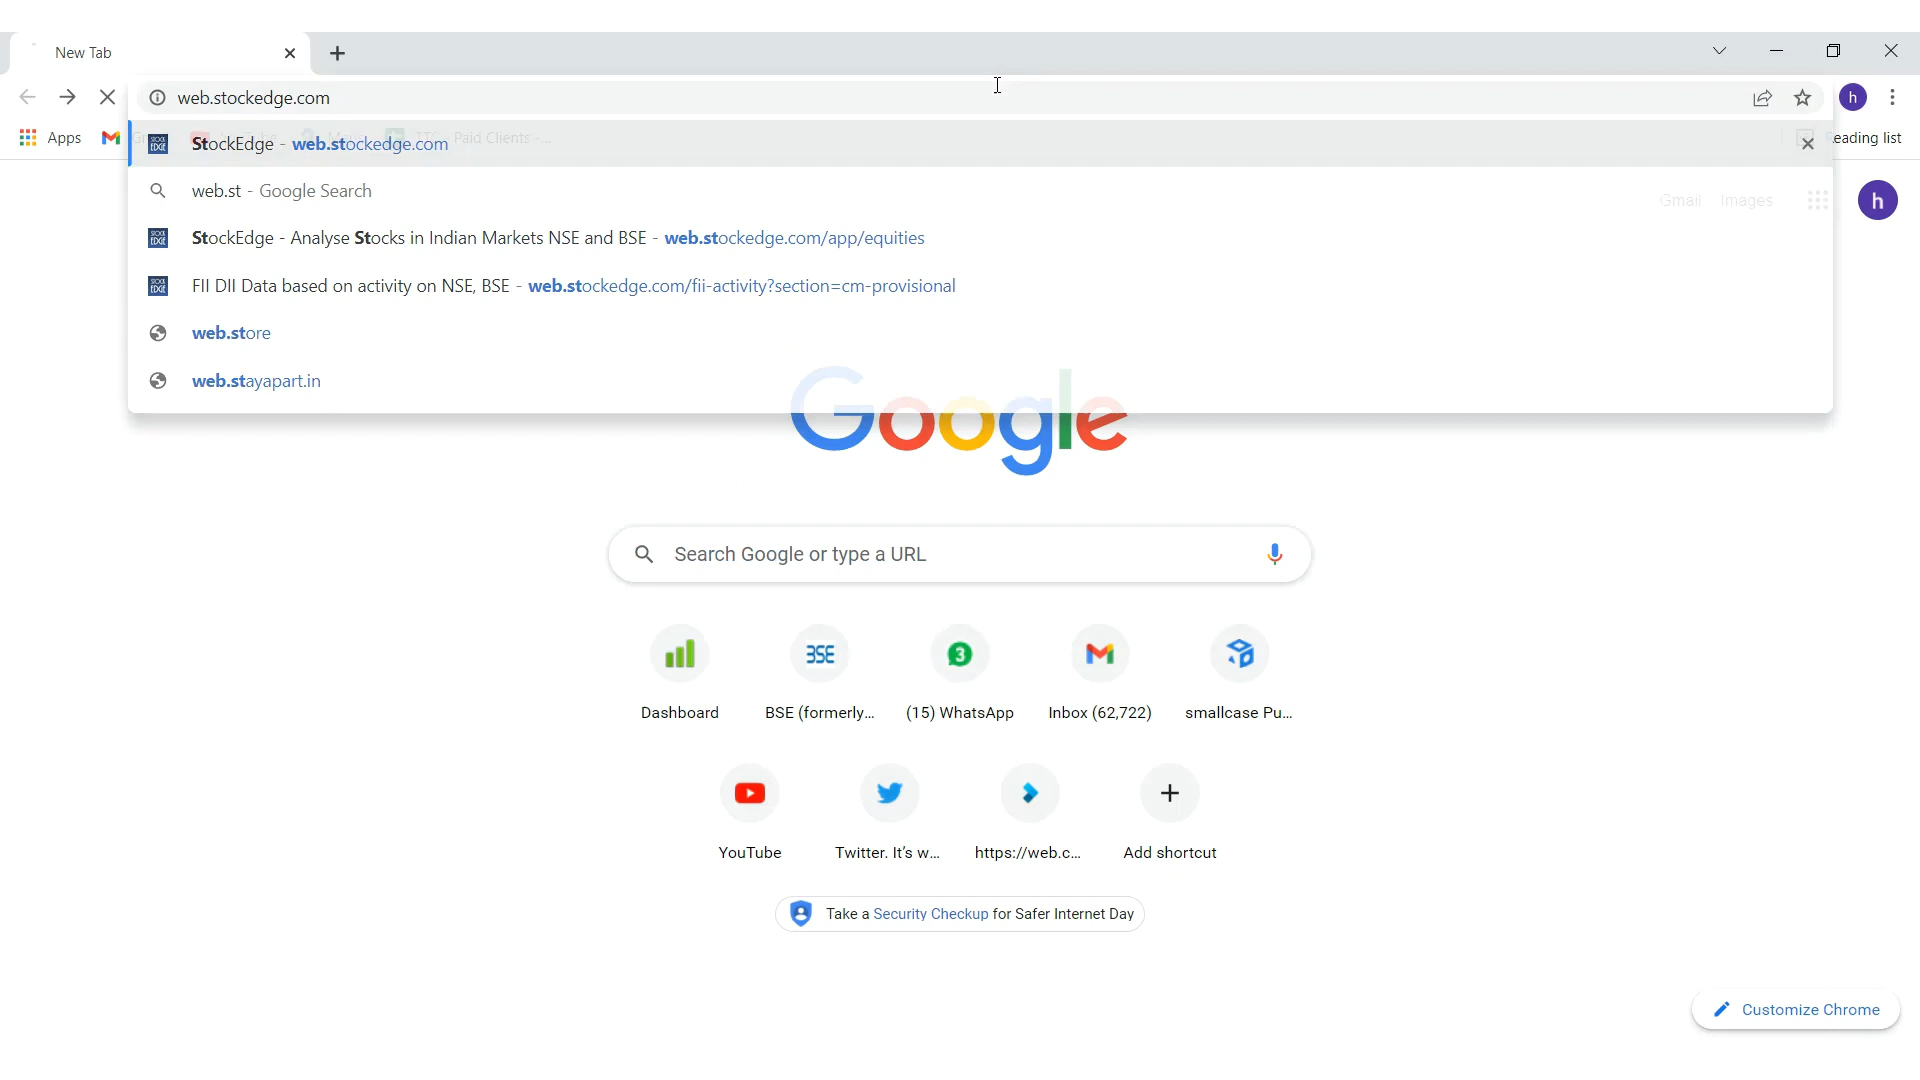 New Tab
web.stockedge.com
Apps
Paid Clients -...
eading list
StockEdge - web.stockedge.com
web.st - Google Search
Gmail Images
h
h
StockEdge - Analyse Stocks in Indian Markets NSE and BSE - web.stockedge.com/app/equities
FII DII Data based on activity on NSE, BSE - web.stockedge.com/fii-activity?section=cm-provisional
web.store
web.stayapart.in
Google
Search Google or type a URL
BSE
3
Dashboard
BSE (formerly...
(15) WhatsApp
Inbox (62,722)
smallcase Pu...
YouTube
Twitter. It's w...
https://web.c...
Add shortcut
Take a Security Checkup for Safer Internet Day
Customize Chrome